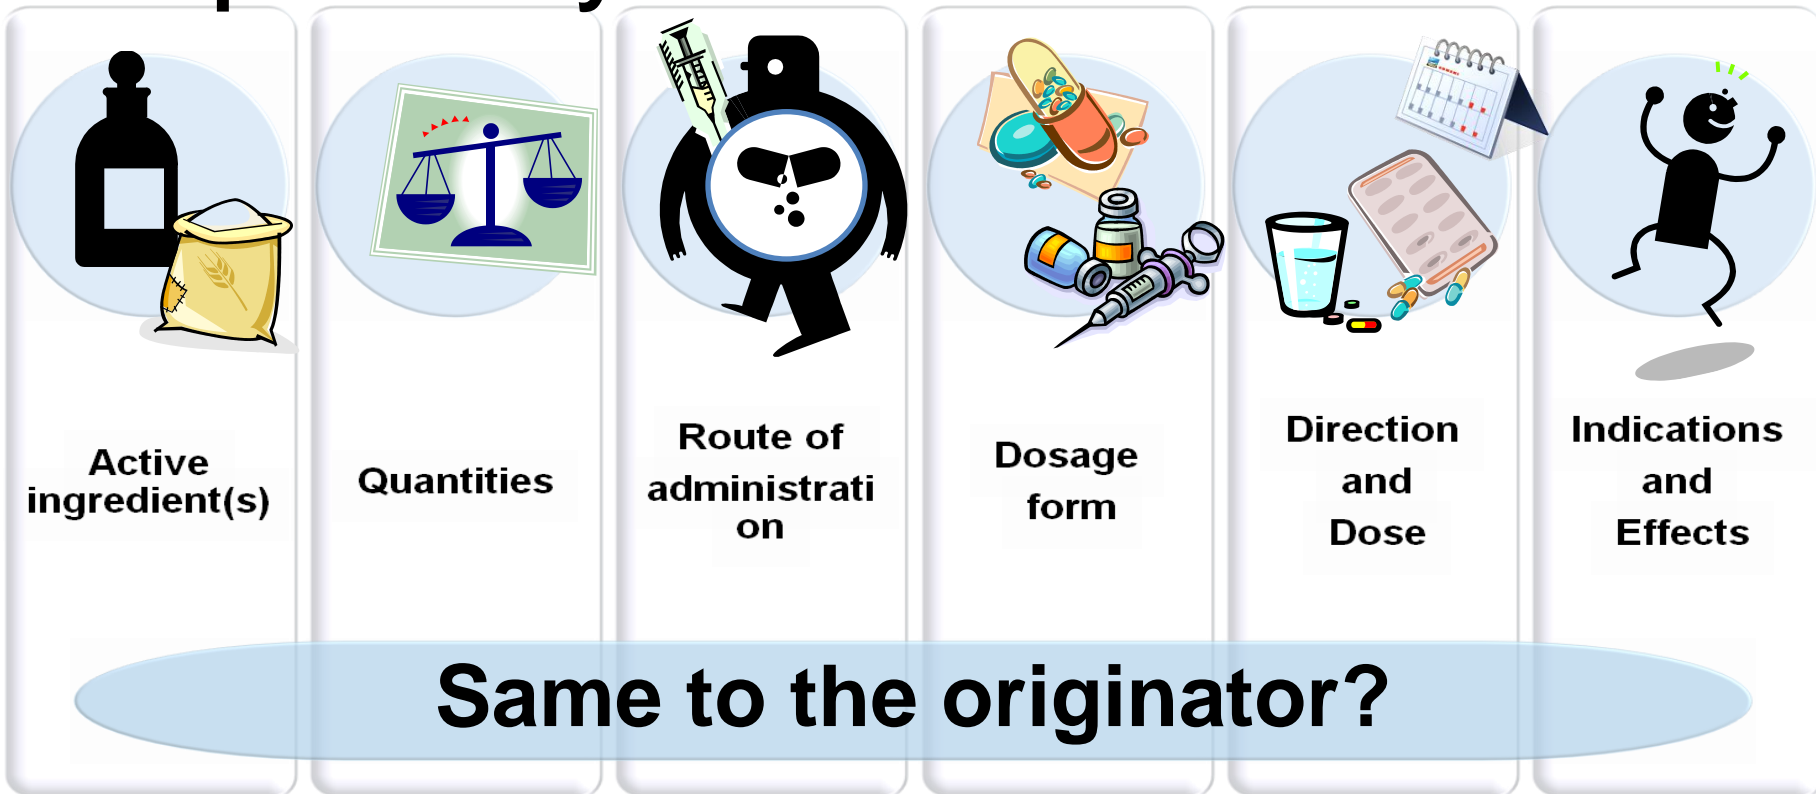 Active
ingredient(s)
Quantities
Route of
administrati
on
Dosage
form
Direction
and
Dose
Indications
and
Effects
Same to the originator?